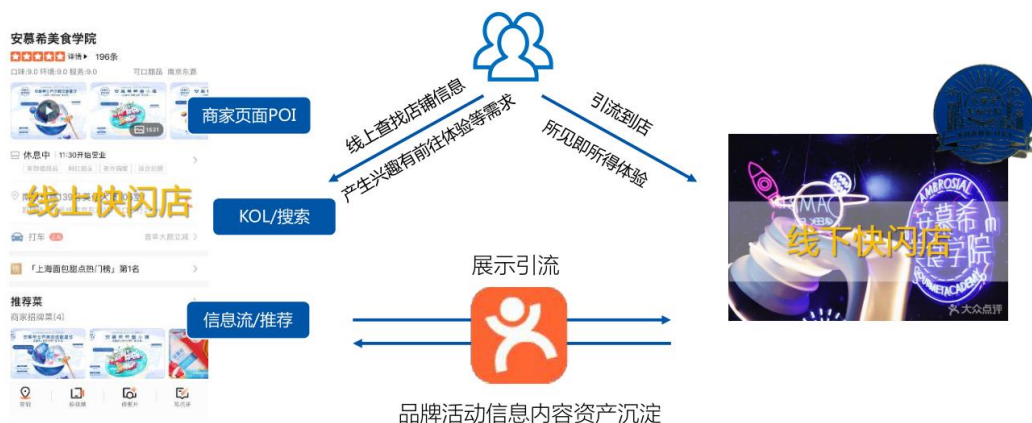 安慕希美食学院
详情 196条
口味:9.0 环境:9.0 服务:9.0 可口甜品 南京东路
1531
商家页面POI
休息中 11:30开始营业
线上快闪店
KOL/搜索
打车
「上海面包甜点热门榜」第1名
推荐菜
商家招牌菜(4)
信息流/推荐
线上查找店铺信息
产生兴趣有前往体验等需求
引流到店
所见即所得体验
展示引流
品牌活动信息内容资产沉淀
AMBROSIAL
安慕希
美食学院
GOURMETACADEMY
线下快闪店
大众点评